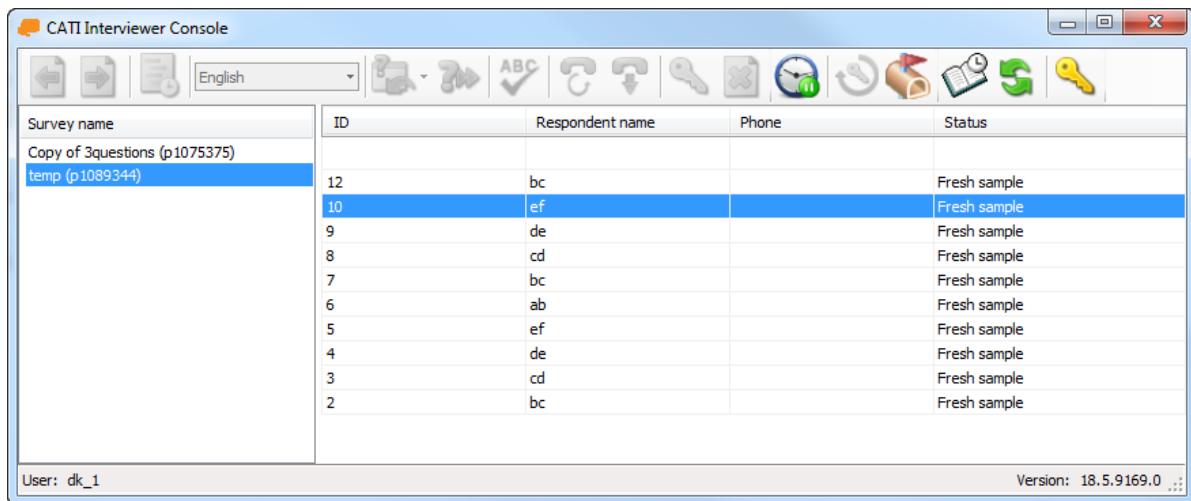 CATI Interviewer Console
English
ABC
Survey name
Copy of 3questions (p1075375)
temp (p1089344)
ID Respondent name Phone Status
12 bc Fresh sample
10 ef Fresh sample
9 de Fresh sample
8 cd Fresh sample
7 bc Fresh sample
6 ab Fresh sample
5 ef Fresh sample
4 de Fresh sample
3 cd Fresh sample
2 bc Fresh sample
User: dk_1 Version: 18.5.9169.0